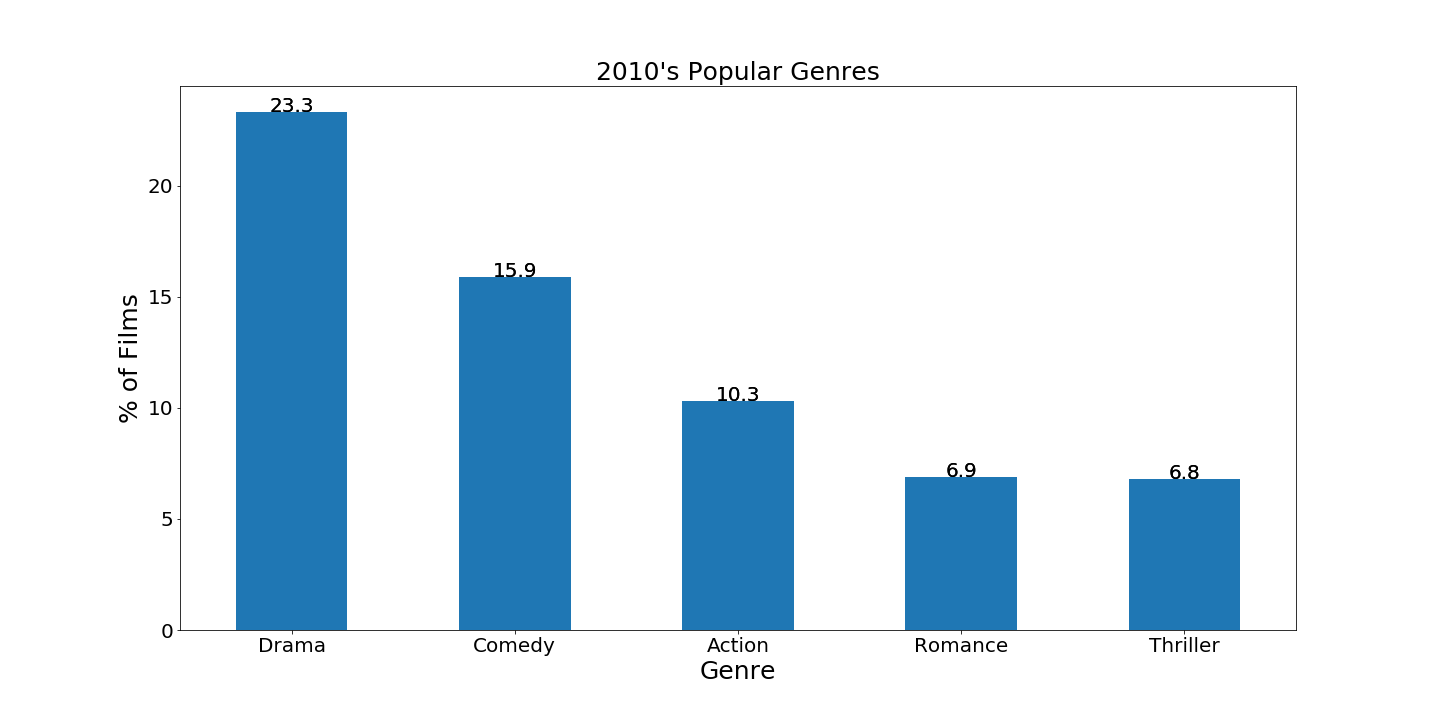 2010's Popular Genres
23.3
15.9
10.3
6.9
6.8
20
15
10
5
0
% of Films
Drama Comedy Action Romance Thriller
Genre